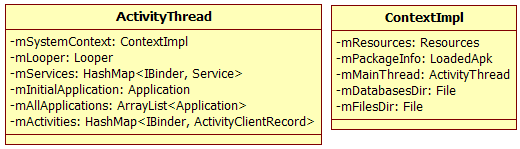 ActivityThread
-mSystemContext: ContextImpl
-mLooper: Looper
-mServices: HashMap<IBinder, Service>
-mInitialApplication: Application
-mAllApplications: ArrayList<Application>
-mActivities: HashMap<IBinder, ActivityClientRecord>
ContextImpl
-mResources: Resources
-mPackageInfo: LoadedApk
-mMainThread: ActivityThread
-mDatabasesDir: File
-mFilesDir: File